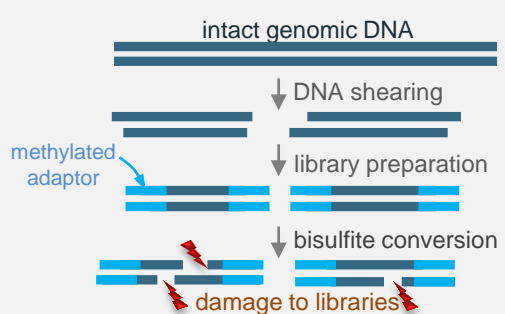 intact genomic DNA
DNA shearing
methylated
adaptor
library preparation
bisulfite conversion
damage to libraries